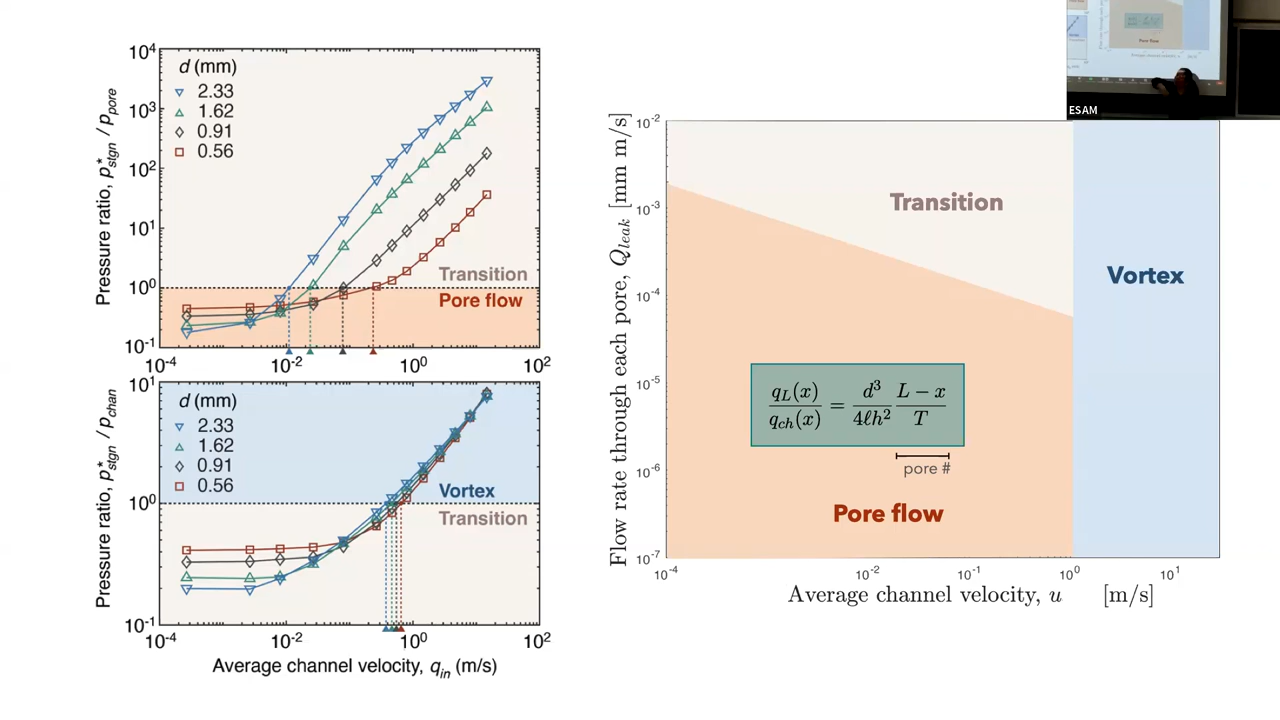 Pressure ratio, p*stgn / ppore
10^4
10^3
10^2
10^1
10^0
10^-1
d (mm)
2.33
1.62
0.91
0.56
Transition
Pore flow
10^-4
10^-2
10^0
10^2
Pressure ratio, p*stgn / pchan
10^1
10^0
10^-1
d (mm)
2.33
1.62
0.91
0.56
Vortex
Transition
10^-4
10^-2
10^0
10^2
Average channel velocity, qin (m/s)
Flow rate through each pore, Qleak [mm m/s]
10^-2
10^-3
10^-4
10^-5
10^-6
10^-7
Transition
Vortex
qL(x)/qch(x) = d^3/4ℓh^2 L − x/T
pore #
Pore flow
10^-4
10^-2
10^-1
10^0
10^1
Average channel velocity, u [m/s]
ESAM
Pore flow